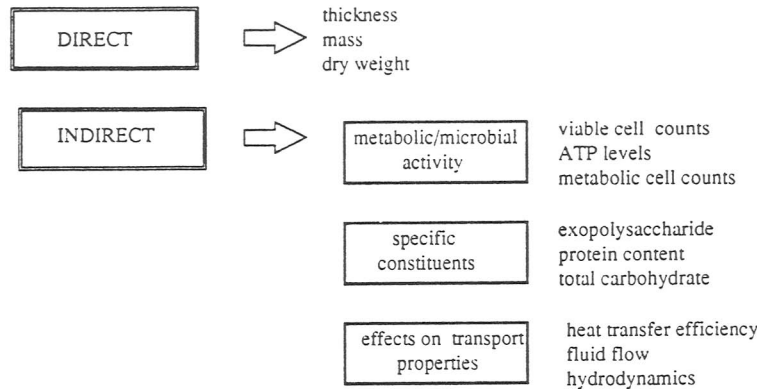 DIRECT
thickness
mass
dry weight
INDIRECT
metabolic/microbial
activity
viable cell counts
ATP levels
metabolic cell counts
specific
constituents
exopolysaccharide
protein content
total carbohydrate
effects on transport
properties
heat transfer efficiency
fluid flow
hydrodynamics